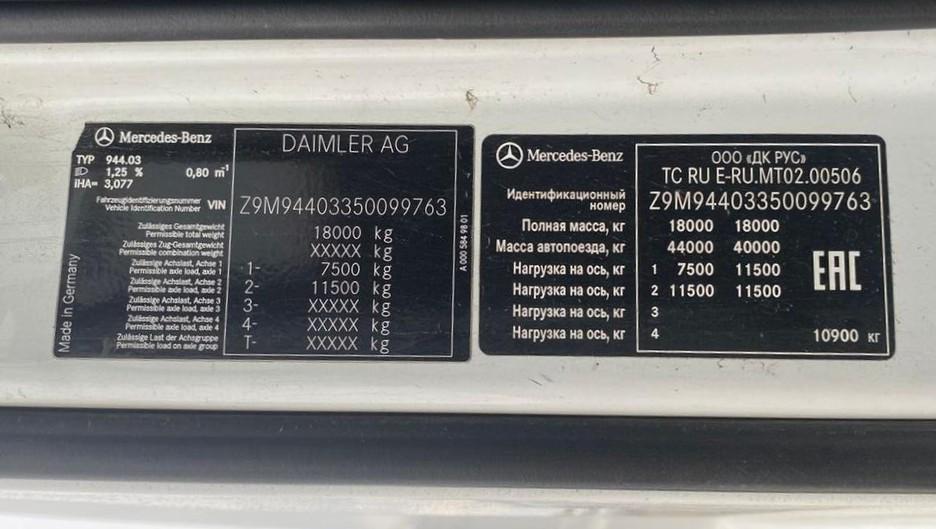 Mercedes-Benz
DAIMLER AG
TYP 944.03
1,25 % 0,80 m⁻¹
iHA= 3,077
Fahrzeugidentifizierungsnummer
Vehicle Identification Number VIN Z9M94403350099763
Zulässiges Gesamtgewicht
Permissible total weight 18000 kg
Zulässiges Zug-Gesamtgewicht
Permissible combination weight XXXXX kg
Zulässige Achslast, Achse 1
Permissible axle load, axle 1 1- 7500 kg
Zulässige Achslast, Achse 2
Permissible axle load, axle 2 2- 11500 kg
Zulässige Achslast, Achse 3
Permissible axle load, axle 3 3- XXXXX kg
Zulässige Achslast, Achse 4
Permissible axle load, axle 4 4- XXXXX kg
Zulässige Last der Achsgruppe
Permissible load on axle group T- XXXXX kg
Made in Germany
A 000 584 98 01
Mercedes-Benz
ООО «ДК РУС»
ТС RU E-RU.MT02.00506
Идентификационный
номер Z9M94403350099763
Полная масса, кг 18000 18000
Масса автопоезда, кг 44000 40000
Нагрузка на ось, кг 1 7500 11500
Нагрузка на ось, кг 2 11500 11500
Нагрузка на ось, кг 3
Нагрузка на ось, кг 4 10900 кг
EAC